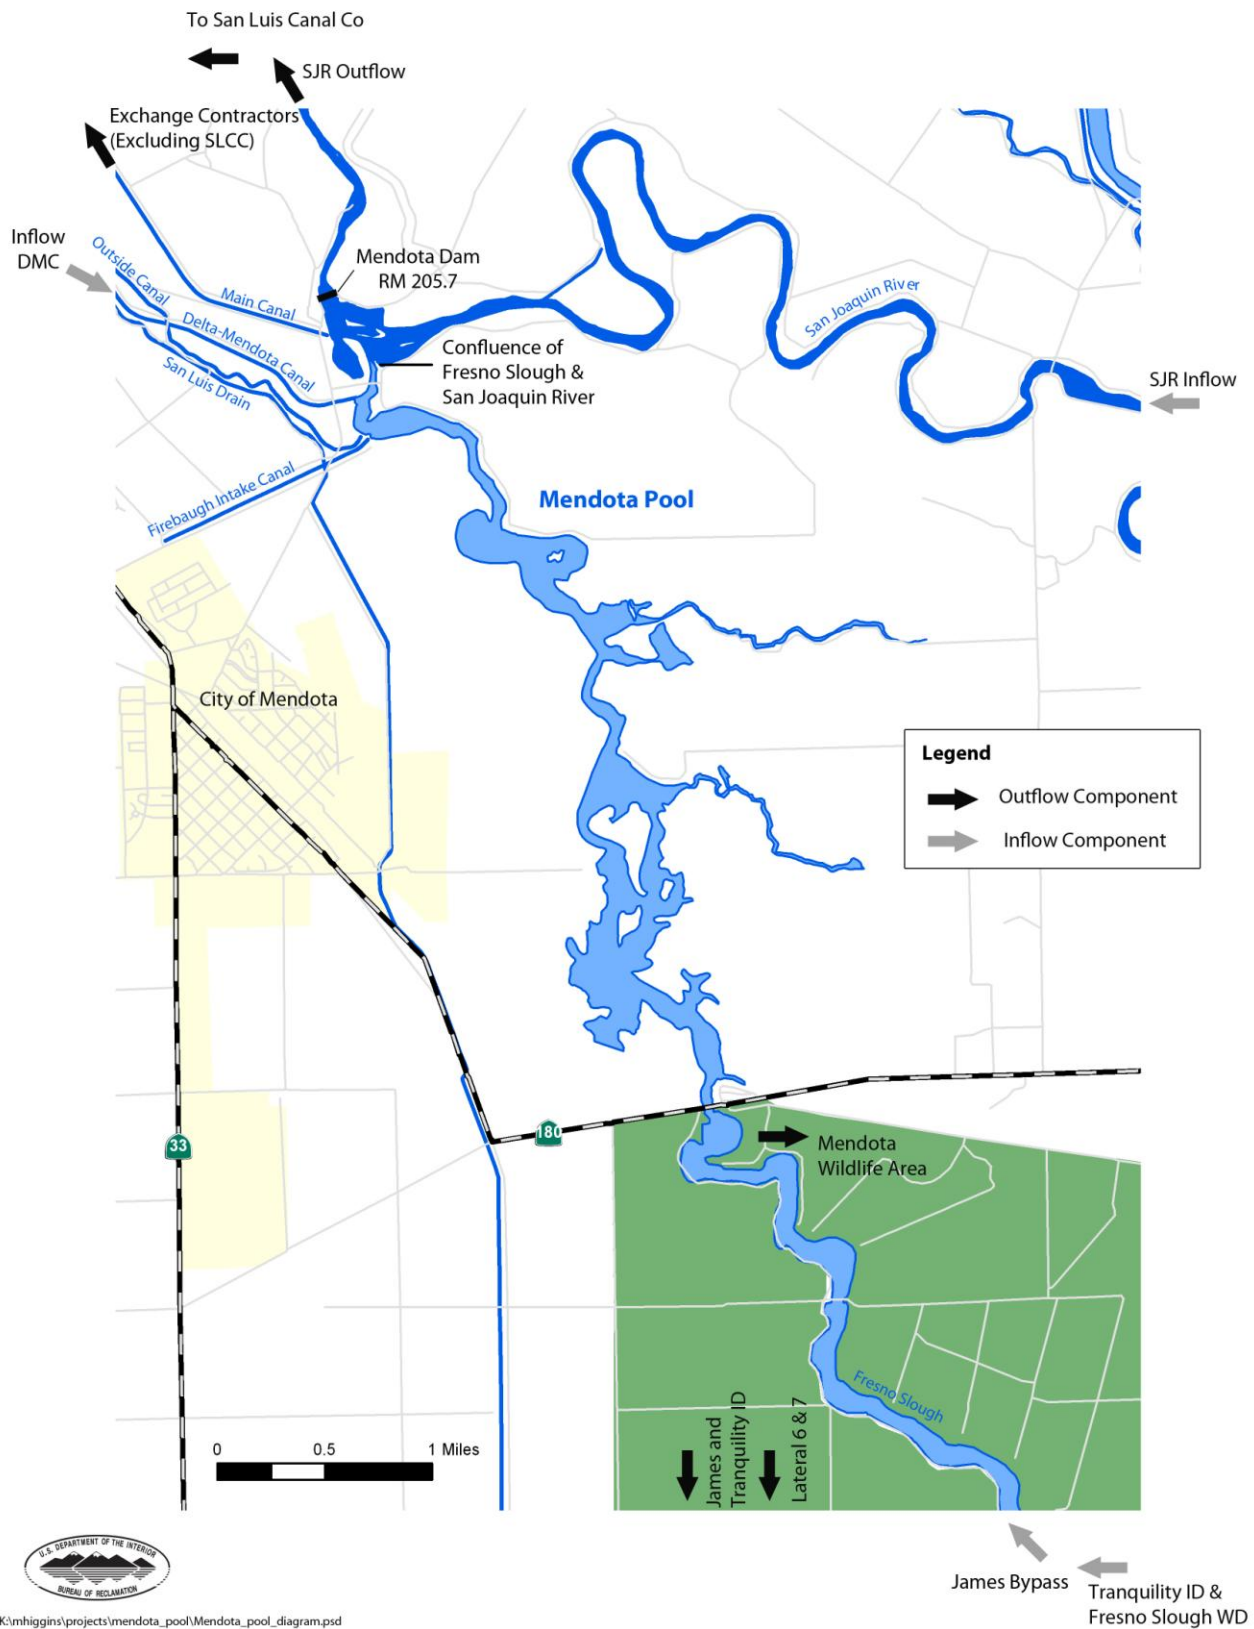 To San Luis Canal Co
SJR Outflow
Exchange Contractors
(Excluding SLCC)
Inflow
DMC
Outside Canal
Main Canal
Mendota Dam
RM 205.7
Delta-Mendota Canal
San Luis Drain
San Joaquin River
Confluence of
Fresno Slough &
San Joaquin River
SJR Inflow
Firebaugh Intake Canal
Mendota Pool
City of Mendota
Legend
Outflow Component
Inflow Component
33
180
Mendota
Wildlife Area
Fresno Slough
James and
Tranquility ID
Lateral 6 & 7
0 0.5 1 Miles
U.S. DEPARTMENT OF THE INTERIOR
BUREAU OF RECLAMATION
James Bypass
Tranquility ID &
Fresno Slough WD
K:\mhiggins\projects\mendota_pool\Mendota_pool_diagram.psd